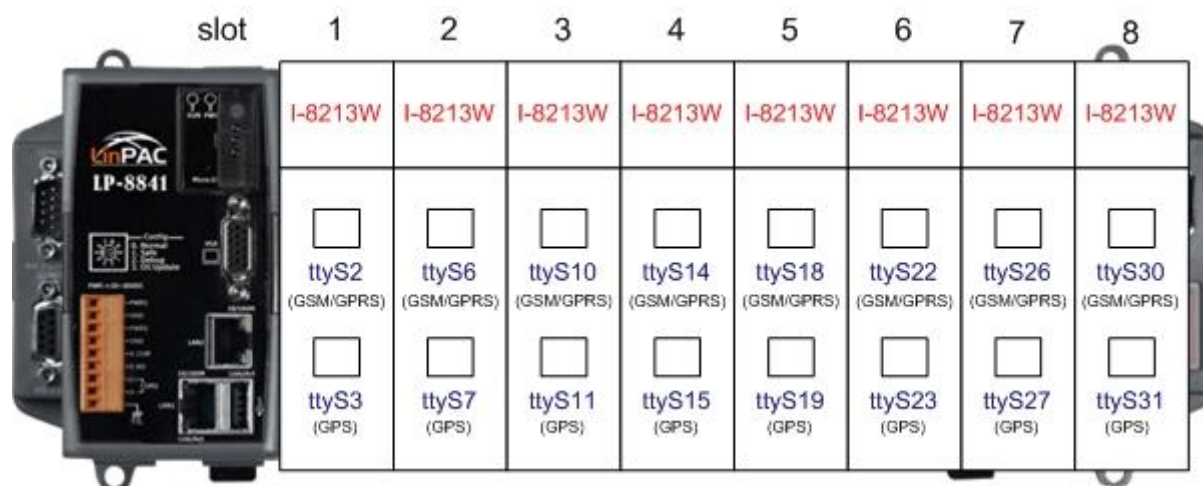 slot 1 2 3 4 5 6 7 8
I-8213W I-8213W I-8213W I-8213W I-8213W I-8213W I-8213W I-8213W
LinPAC
LP-8841
Config
ttyS2 ttyS6 ttyS10 ttyS14 ttyS18 ttyS22 ttyS26 ttyS30
(GSM/GPRS) (GSM/GPRS) (GSM/GPRS) (GSM/GPRS) (GSM/GPRS) (GSM/GPRS) (GSM/GPRS) (GSM/GPRS)
ttyS3 ttyS7 ttyS11 ttyS15 ttyS19 ttyS23 ttyS27 ttyS31
(GPS) (GPS) (GPS) (GPS) (GPS) (GPS) (GPS) (GPS)